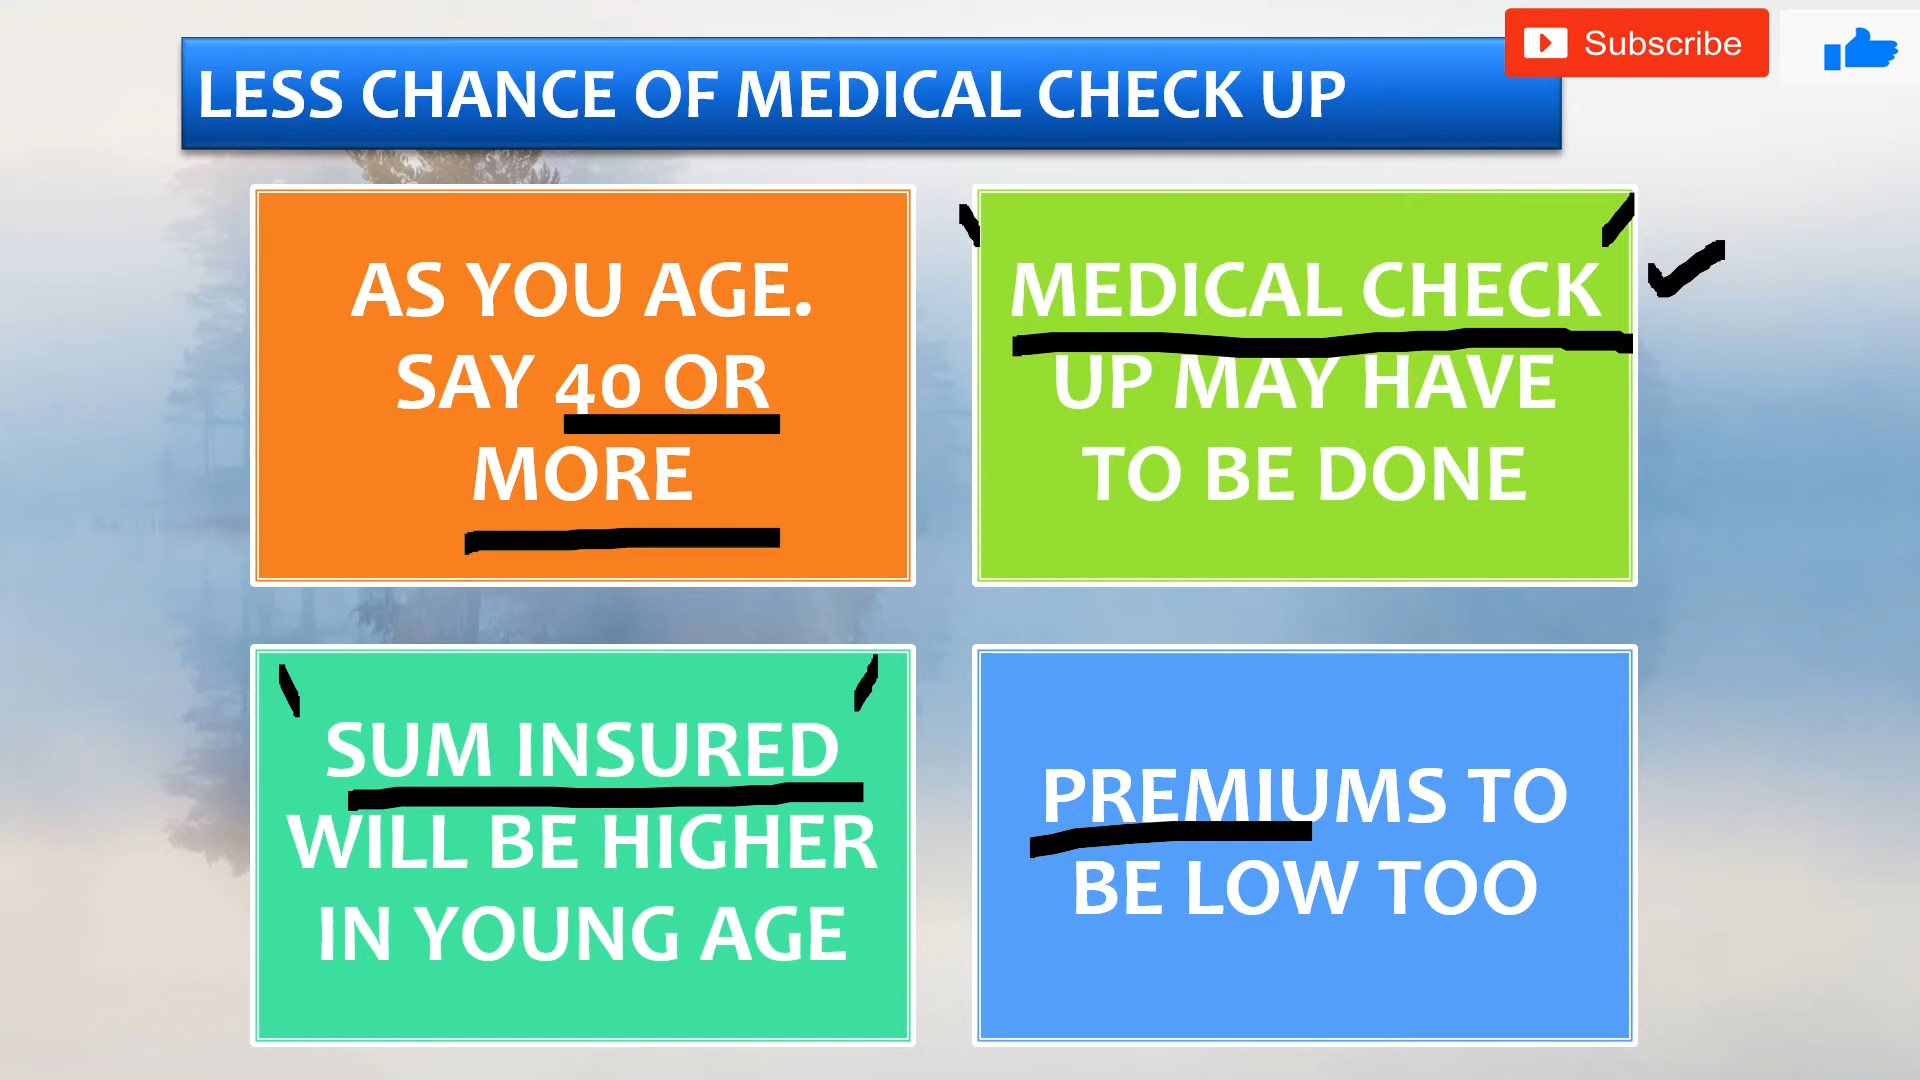 Subscribe
LESS CHANCE OF MEDICAL CHECK UP
AS YOU AGE.
SAY 40 OR
MORE
MEDICAL CHECK
UP MAY HAVE
TO BE DONE
SUM INSURED
WILL BE HIGHER
IN YOUNG AGE
PREMIUMS TO
BE LOW TOO